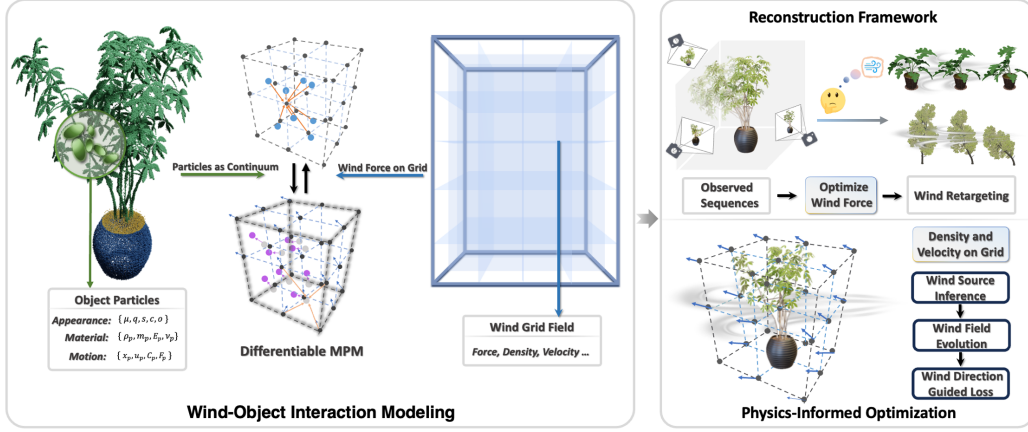 Particles as Continuum
Wind Force on Grid
Object Particles
Appearance: { μ, q, s, c, o }
Material: { ρₚ, mₚ, Eₚ, νₚ }
Motion: { xₚ, uₚ, Cₚ, Fₚ }
Differentiable MPM
Wind Grid Field
Force, Density, Velocity ...
Wind-Object Interaction Modeling
Reconstruction Framework
Observed
Sequences
Optimize
Wind Force
Wind Retargeting
Density and
Velocity on Grid
Wind Source
Inference
Wind Field
Evolution
Wind Direction
Guided Loss
Physics-Informed Optimization